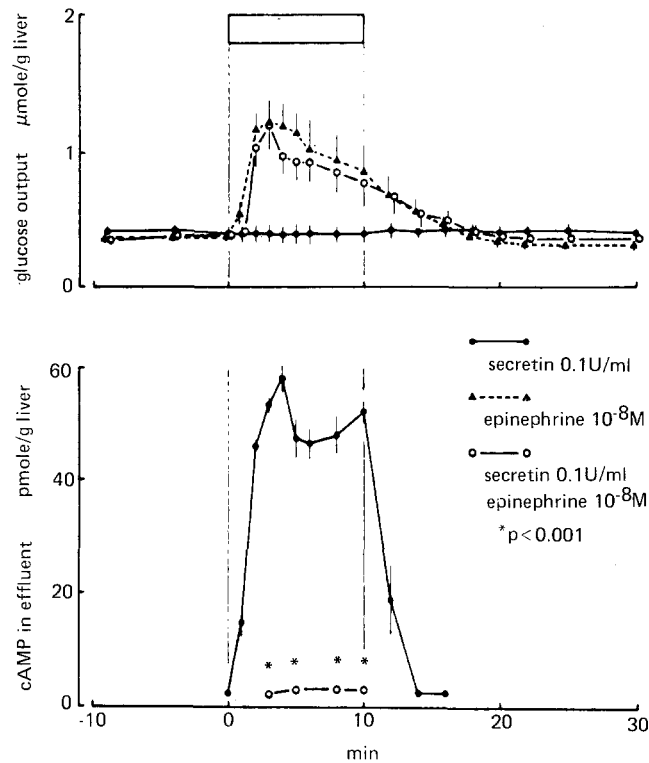 glucose output μmole/g liver
2
1
0
cAMP in effluent pmole/g liver
60
40
20
0
secretin 0.1U/ml
epinephrine 10⁻⁸M
secretin 0.1U/ml
epinephrine 10⁻⁸M
*p<0.001
* * * *
-10 0 10 20 30
min